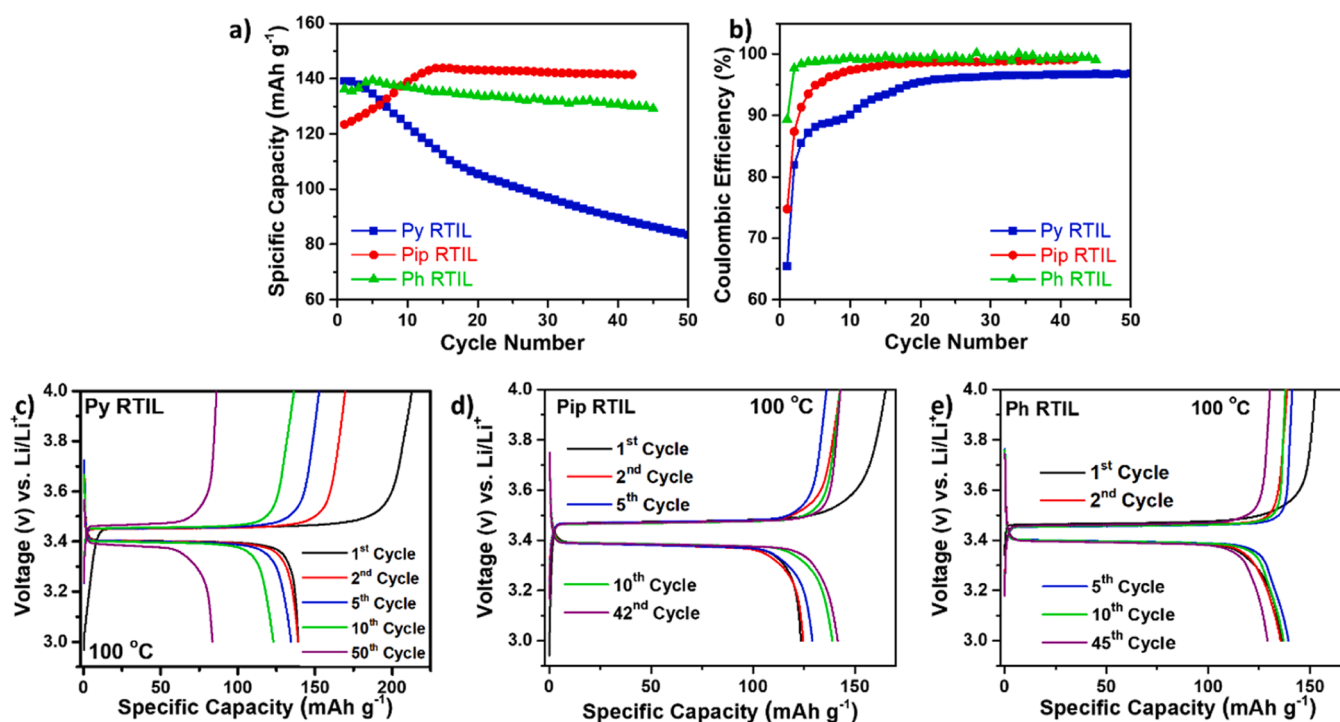 a)
Spicific Capacity (mAh g⁻¹)
160
140
120
100
80
60
Py RTIL
Pip RTIL
Ph RTIL
0 10 20 30 40 50
Cycle Number
b)
Coulombic Efficiency (%)
100
90
80
70
60
Py RTIL
Pip RTIL
Ph RTIL
0 10 20 30 40 50
Cycle Number
c) Py RTIL
Voltage (v) vs. Li/Li⁺
4.0
3.8
3.6
3.4
3.2
3.0
1ˢᵗ Cycle
2ⁿᵈ Cycle
5ᵗʰ Cycle
10ᵗʰ Cycle
50ᵗʰ Cycle
100 °C
0 50 100 150 200
Specific Capacity (mAh g⁻¹)
d) Pip RTIL 100 °C
Voltage (v) vs. Li/Li⁺
4.0
3.8
3.6
3.4
3.2
3.0
1ˢᵗ Cycle
2ⁿᵈ Cycle
5ᵗʰ Cycle
10ᵗʰ Cycle
42ⁿᵈ Cycle
0 50 100 150
Specific Capacity (mAh g⁻¹)
e) Ph RTIL 100 °C
Voltage (v) vs. Li/Li⁺
4.0
3.8
3.6
3.4
3.2
3.0
1ˢᵗ Cycle
2ⁿᵈ Cycle
5ᵗʰ Cycle
10ᵗʰ Cycle
45ᵗʰ Cycle
0 50 100 150
Specific Capacity (mAh g⁻¹)